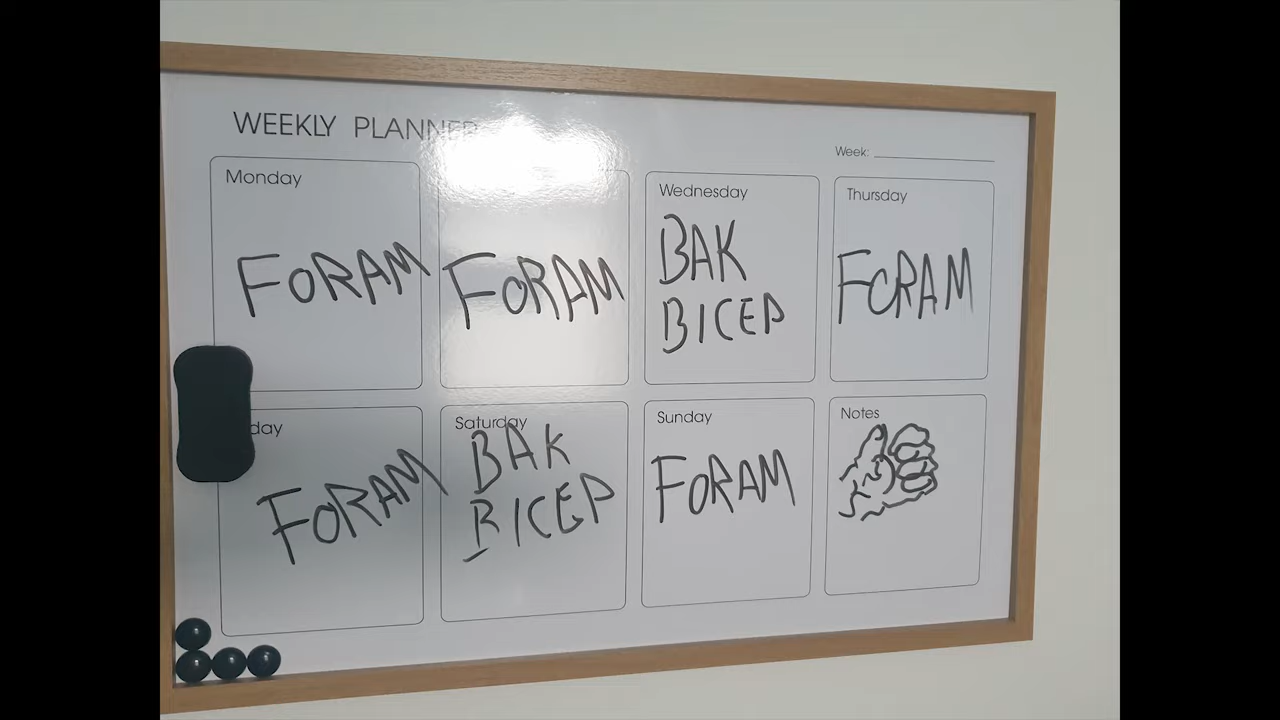 WEEKLY PLANNER
Week:
Monday
FORAM
FORAM
Wednesday
BAK
BICEP
Thursday
FORAM
day
FORAM
Saturday
BAK
BICEP
Sunday
FORAM
Notes